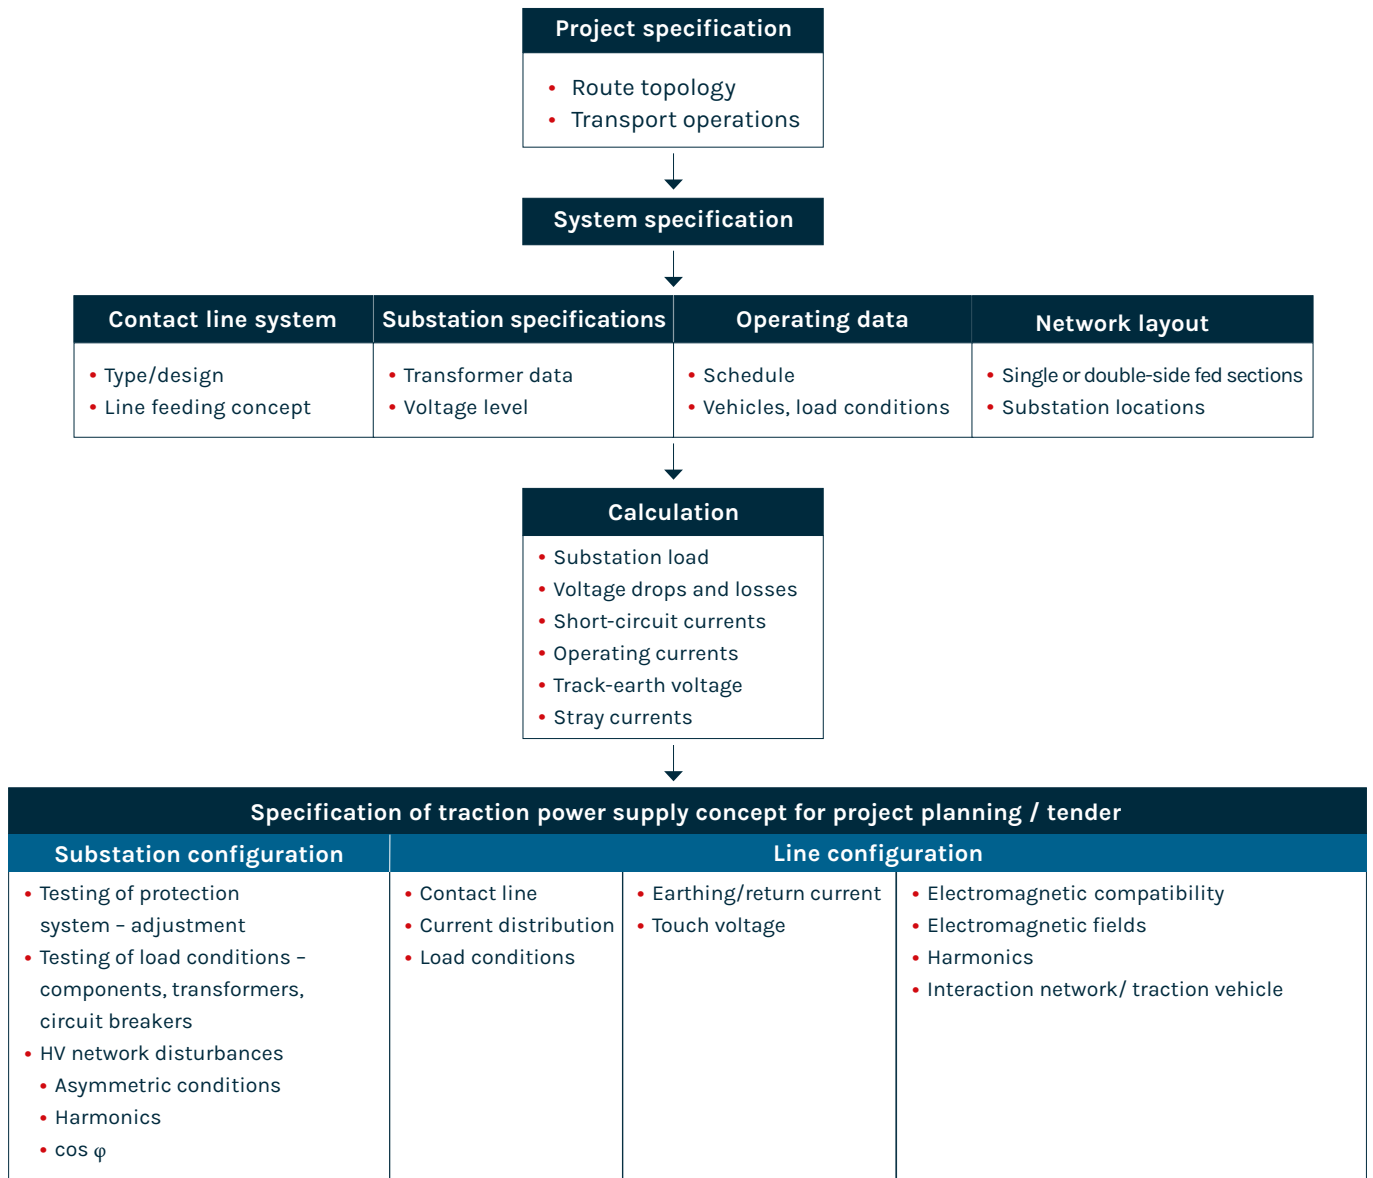 Project specification
• Route topology
• Transport operations
System specification
Contact line system
• Type/design
• Line feeding concept
Substation specifications
• Transformer data
• Voltage level
Operating data
• Schedule
• Vehicles, load conditions
Network layout
• Single or double-side fed sections
• Substation locations
Calculation
• Substation load
• Voltage drops and losses
• Short-circuit currents
• Operating currents
• Track-earth voltage
• Stray currents
Specification of traction power supply concept for project planning / tender
Substation configuration
• Testing of protection
system – adjustment
• Testing of load conditions –
components, transformers,
circuit breakers
• HV network disturbances
• Asymmetric conditions
• Harmonics
• cos φ
Line configuration
• Contact line
• Current distribution
• Load conditions
• Earthing/return current
• Touch voltage
• Electromagnetic compatibility
• Electromagnetic fields
• Harmonics
• Interaction network/ traction vehicle